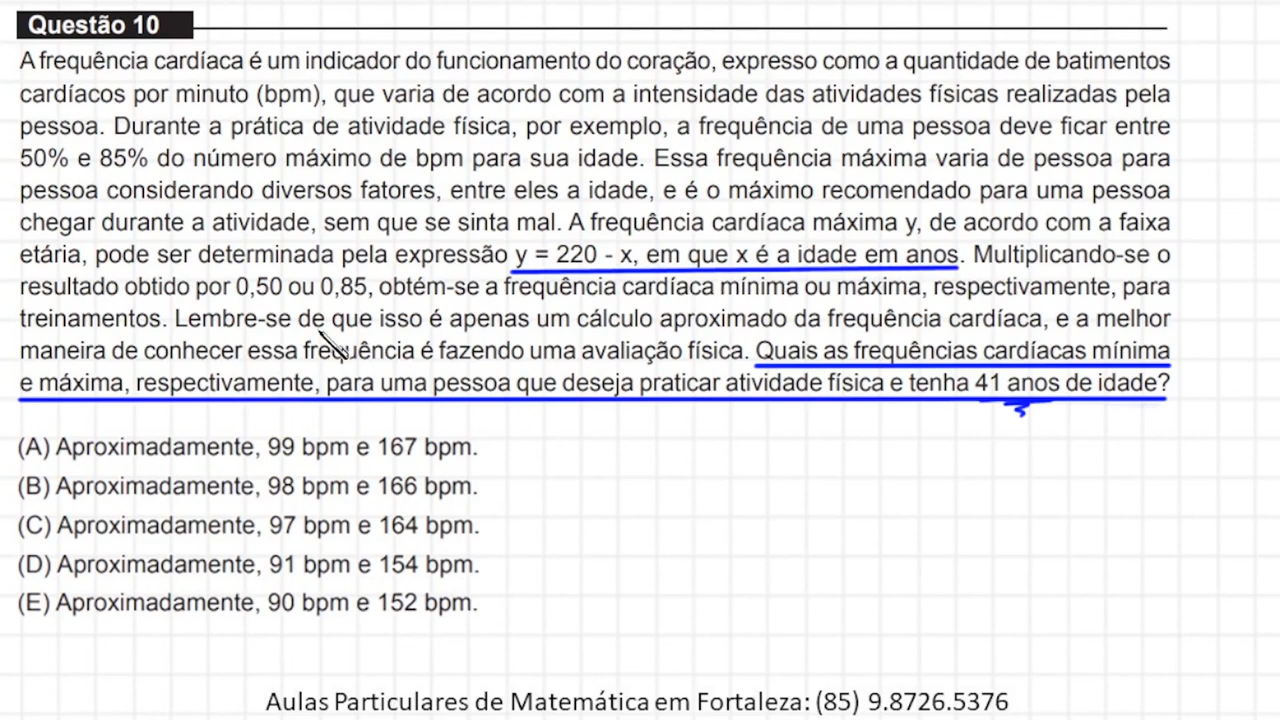 Questão 10
A frequência cardíaca é um indicador do funcionamento do coração, expresso como a quantidade de batimentos
cardíacos por minuto (bpm), que varia de acordo com a intensidade das atividades físicas realizadas pela
pessoa. Durante a prática de atividade física, por exemplo, a frequência de uma pessoa deve ficar entre
50% e 85% do número máximo de bpm para sua idade. Essa frequência máxima varia de pessoa para
pessoa considerando diversos fatores, entre eles a idade, e é o máximo recomendado para uma pessoa
chegar durante a atividade, sem que se sinta mal. A frequência cardíaca máxima y, de acordo com a faixa
etária, pode ser determinada pela expressão y = 220 - x, em que x é a idade em anos. Multiplicando-se o
resultado obtido por 0,50 ou 0,85, obtém-se a frequência cardíaca mínima ou máxima, respectivamente, para
treinamentos. Lembre-se de que isso é apenas um cálculo aproximado da frequência cardíaca, e a melhor
maneira de conhecer essa frequência é fazendo uma avaliação física. Quais as frequências cardíacas mínima
e máxima, respectivamente, para uma pessoa que deseja praticar atividade física e tenha 41 anos de idade?
(A) Aproximadamente, 99 bpm e 167 bpm.
(B) Aproximadamente, 98 bpm e 166 bpm.
(C) Aproximadamente, 97 bpm e 164 bpm.
(D) Aproximadamente, 91 bpm e 154 bpm.
(E) Aproximadamente, 90 bpm e 152 bpm.
Aulas Particulares de Matemática em Fortaleza: (85) 9.8726.5376